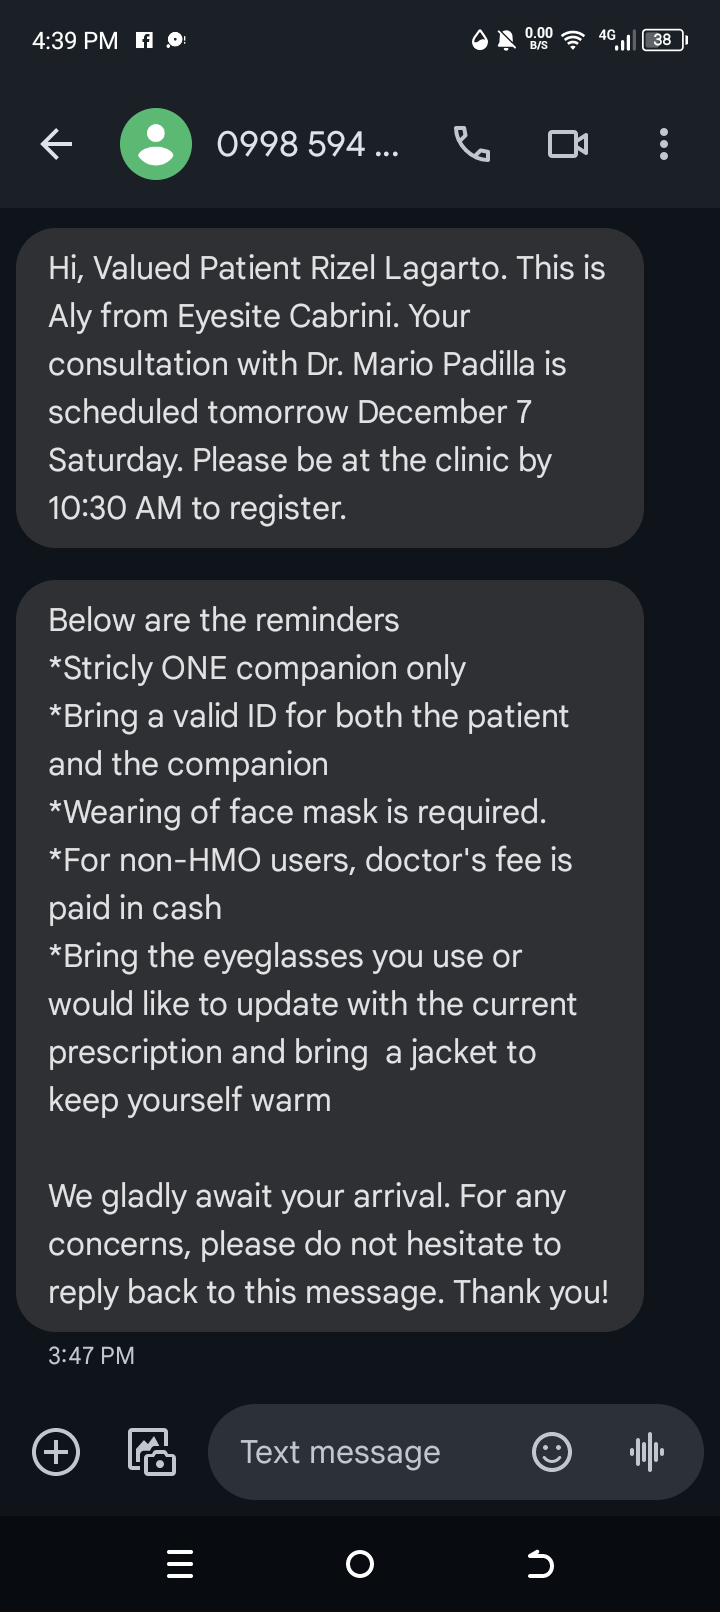 4:39 PM
0.00
B/S
4G
38
0998 594 ...
Hi, Valued Patient Rizel Lagarto. This is
Aly from Eyesite Cabrini. Your
consultation with Dr. Mario Padilla is
scheduled tomorrow December 7
Saturday. Please be at the clinic by
10:30 AM to register.
Below are the reminders
*Stricly ONE companion only
*Bring a valid ID for both the patient
and the companion
*Wearing of face mask is required.
*For non-HMO users, doctor's fee is
paid in cash
*Bring the eyeglasses you use or
would like to update with the current
prescription and bring  a jacket to
keep yourself warm
We gladly await your arrival. For any
concerns, please do not hesitate to
reply back to this message. Thank you!
3:47 PM
Text message